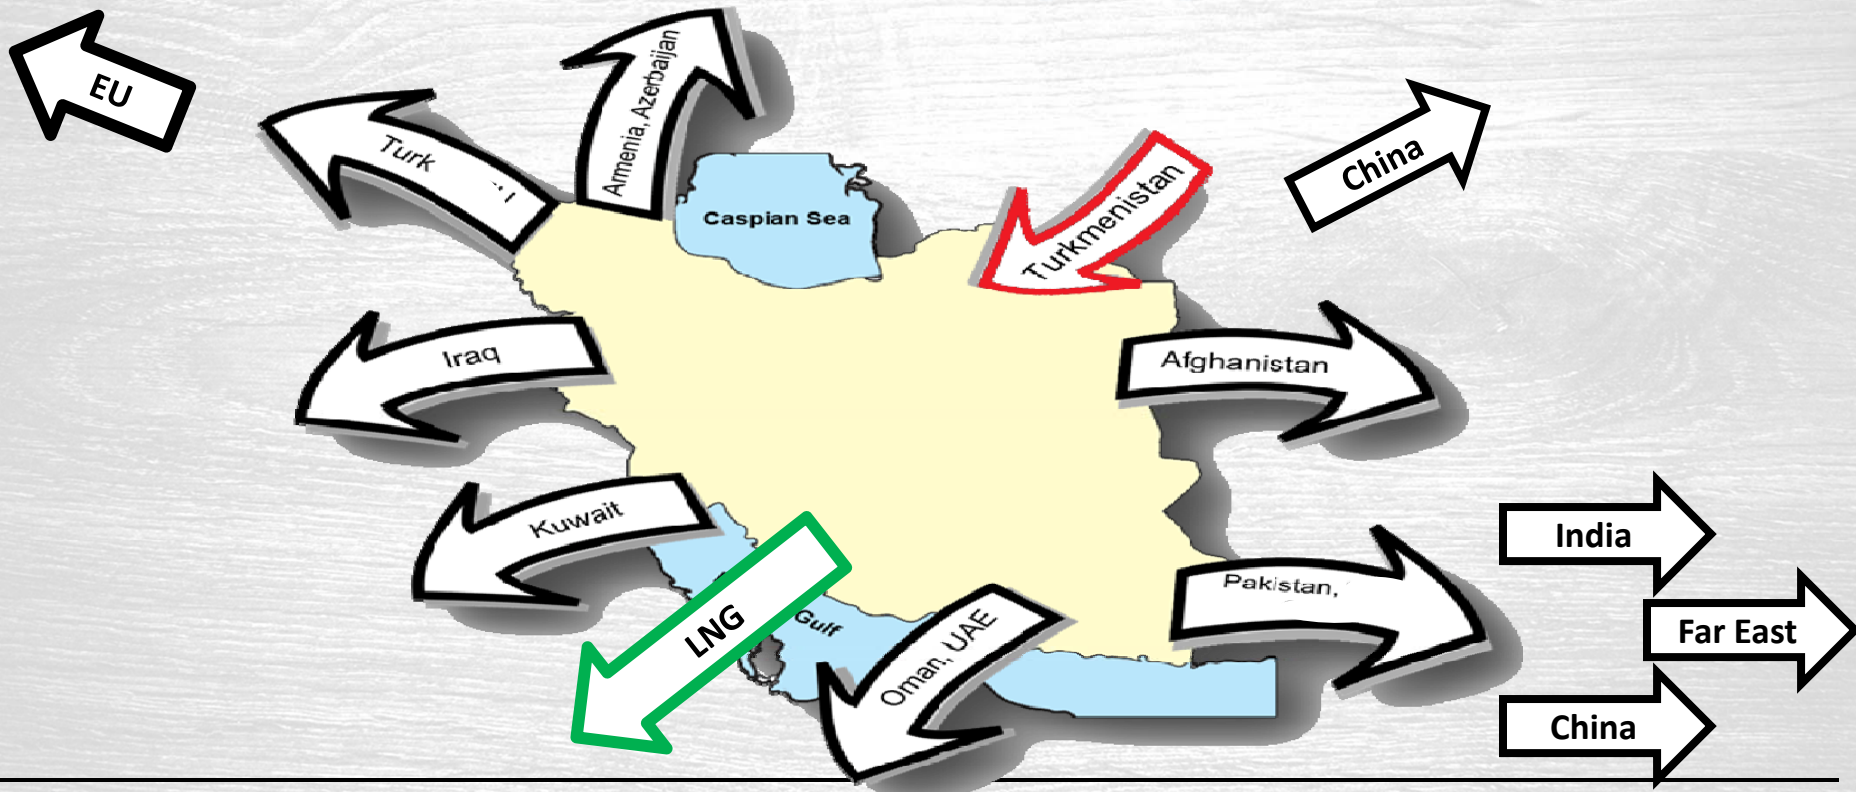 EU
Armenia, Azerbaijan
Turk
China
Turkmenistan
Caspian Sea
Iraq
Afghanistan
Kuwait
India
Pakistan,
LNG
Gulf
Oman, UAE
Far East
China